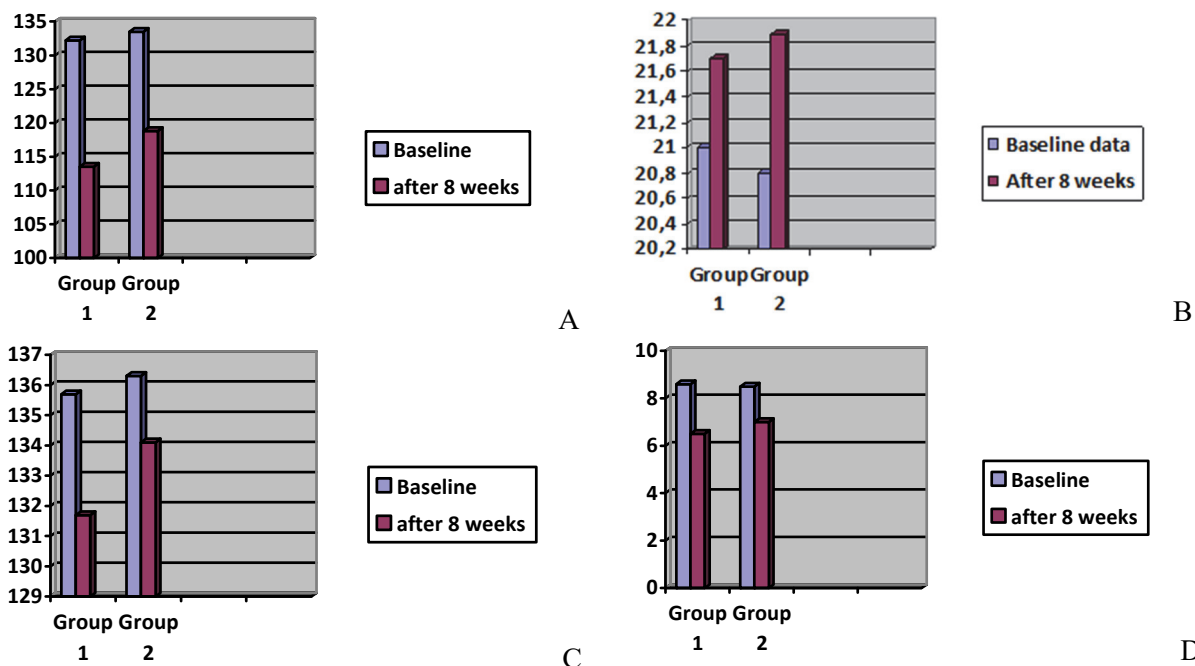 135
130
125
120
115
110
105
100
Group 1
Group 2
Baseline
after 8 weeks
A
22
21,8
21,6
21,4
21,2
21
20,8
20,6
20,4
20,2
Group 1
Group 2
Baseline data
After 8 weeks
B
137
136
135
134
133
132
131
130
129
Group 1
Group 2
Baseline
after 8 weeks
C
10
8
6
4
2
0
Group 1
Group 2
Baseline
after 8 weeks
D